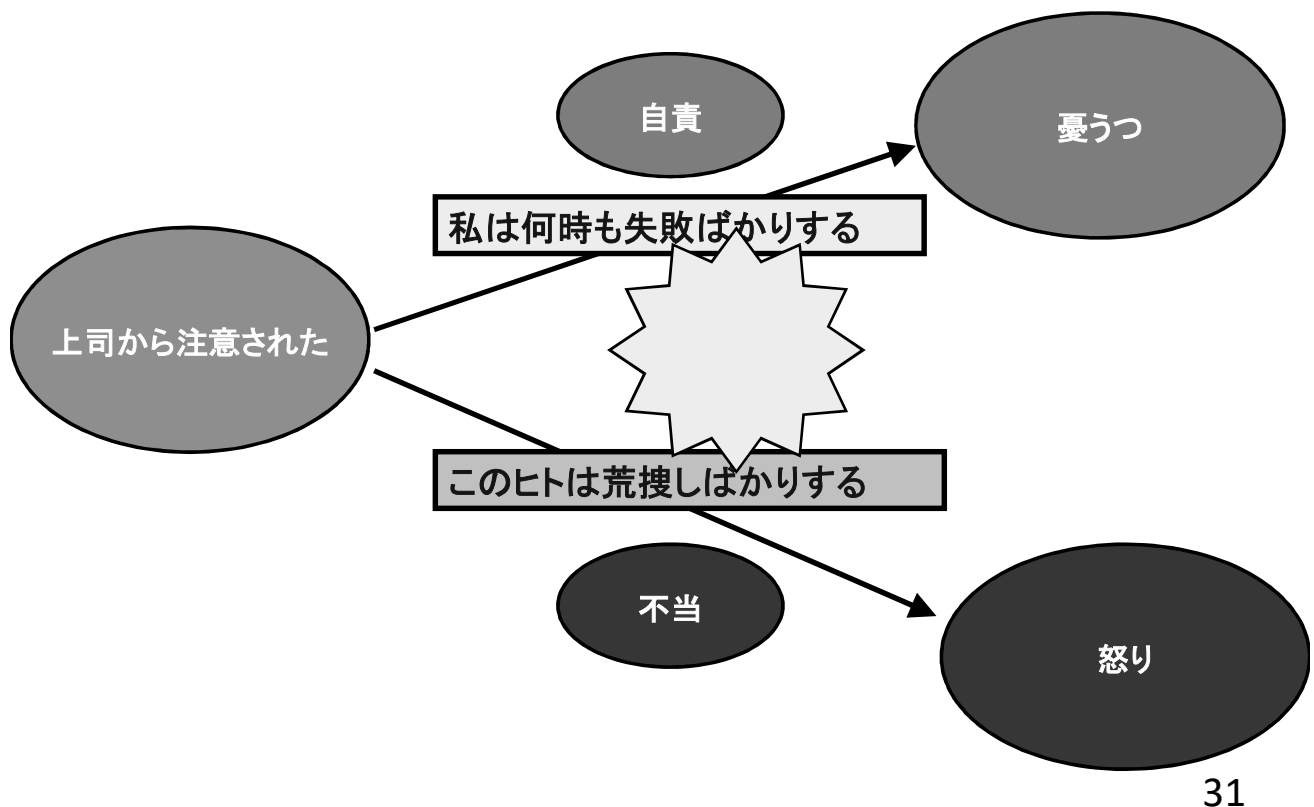 自責
憂うつ
私は何時も失敗ばかりする
上司から注意された
このヒトは荒捜しばかりする
不当
怒り
31